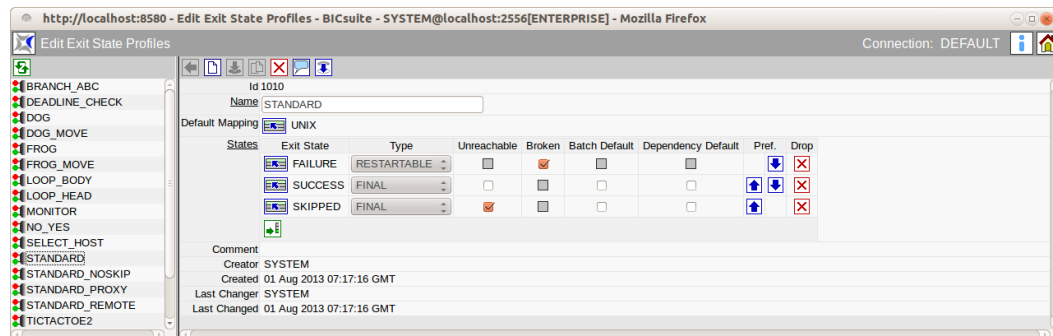 http://localhost:8580 - Edit Exit State Profiles - BICsuite - SYSTEM@localhost:2556[ENTERPRISE] - Mozilla Firefox
Edit Exit State Profiles
Connection: DEFAULT
BRANCH_ABC
DEADLINE_CHECK
DOG
DOG_MOVE
FROG
FROG_MOVE
LOOP_BODY
LOOP_HEAD
MONITOR
NO_YES
SELECT_HOST
STANDARD
STANDARD_NOSKIP
STANDARD_PROXY
STANDARD_REMOTE
TICTACTOE2
Id 1010
Name STANDARD
Default Mapping UNIX
States Exit State Type Unreachable Broken Batch Default Dependency Default Pref. Drop
FAILURE RESTARTABLE
SUCCESS FINAL
SKIPPED FINAL
Comment
Creator SYSTEM
Created 01 Aug 2013 07:17:16 GMT
Last Changer SYSTEM
Last Changed 01 Aug 2013 07:17:16 GMT